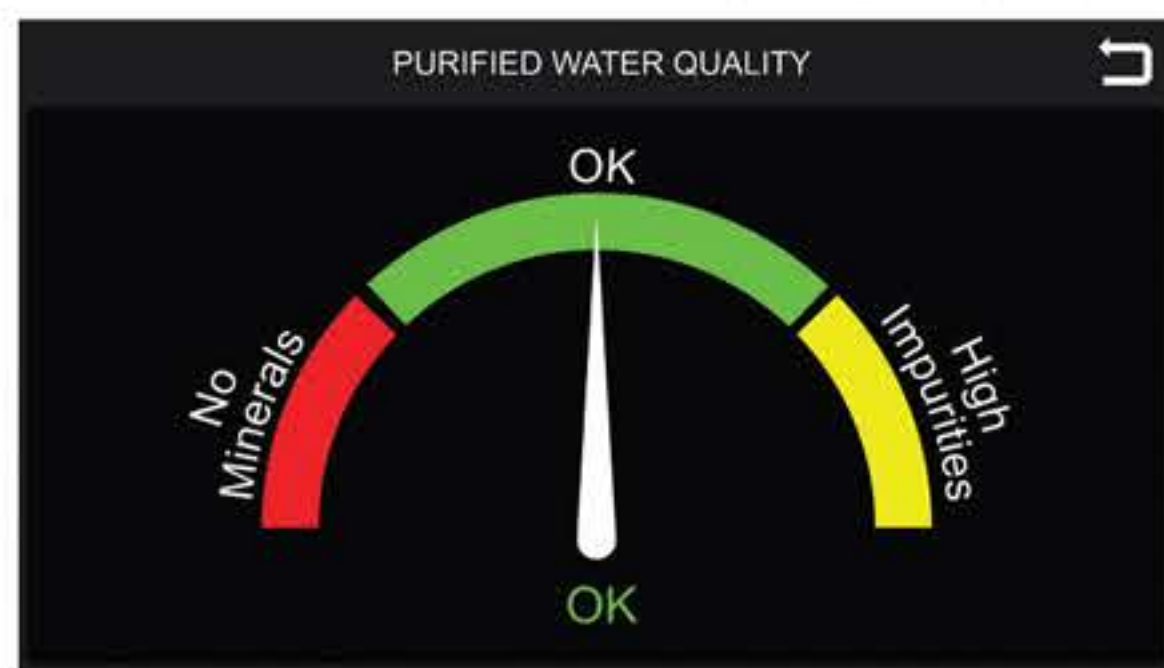 PURIFIED WATER QUALITY
OK
No
Minerals
High
Impurities
OK